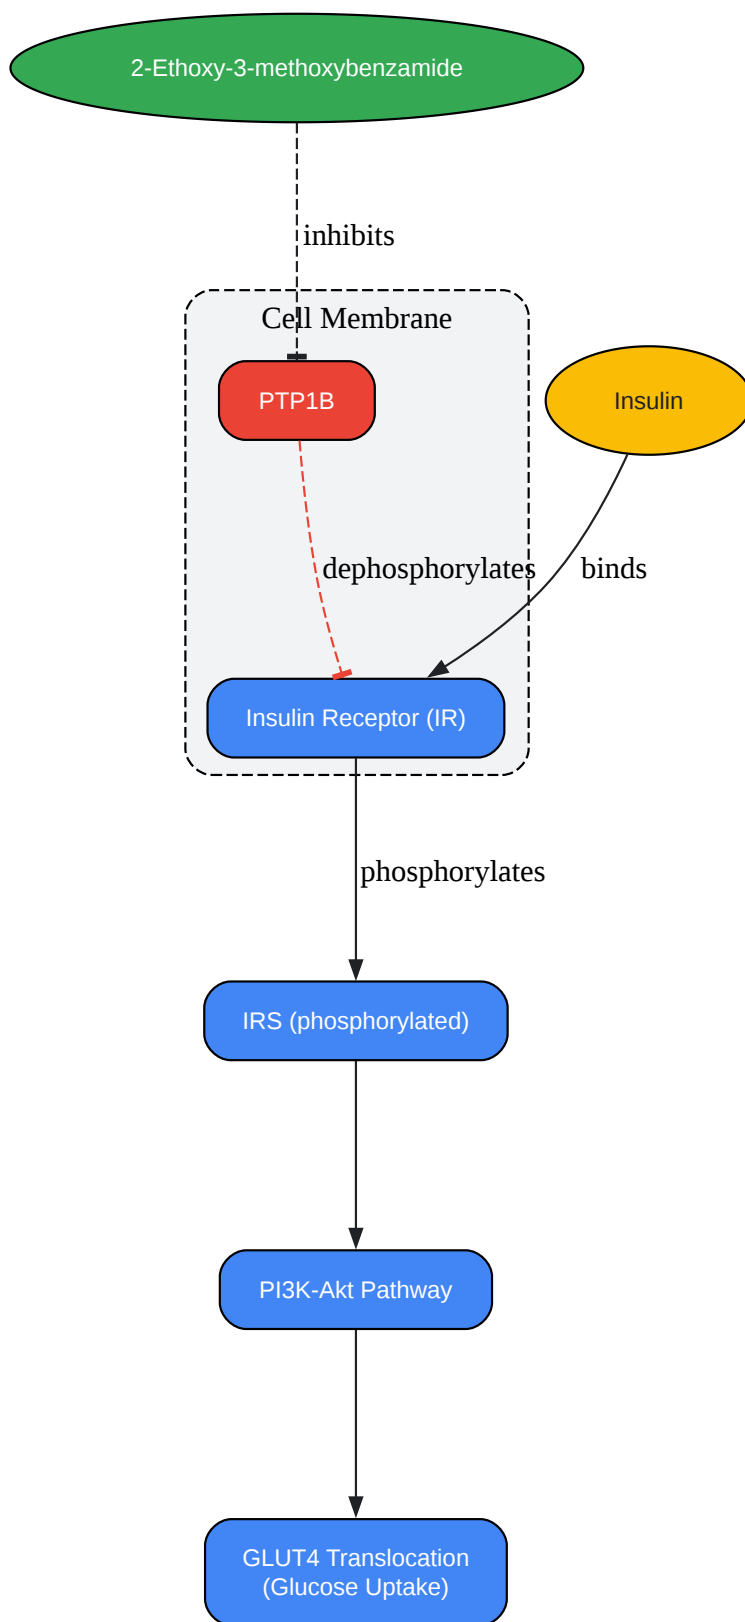 2-Ethoxy-3-methoxybenzamide
inhibits
Cell Membrane
PTP1B
Insulin
dephosphorylates
binds
Insulin Receptor (IR)
phosphorylates
IRS (phosphorylated)
PI3K-Akt Pathway
GLUT4 Translocation
(Glucose Uptake)